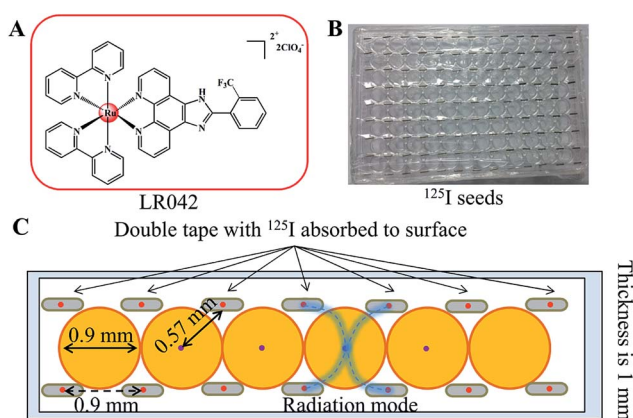 A
B
2+
2ClO₄⁻
F₃C
H
N
N
N
N
N
Ru
N
N
N
LR042
¹²⁵I seeds
C
Double tape with ¹²⁵I absorbed to surface
0.9 mm
0.57 mm
0.9 mm
Radiation mode
Thickness is 1 mm